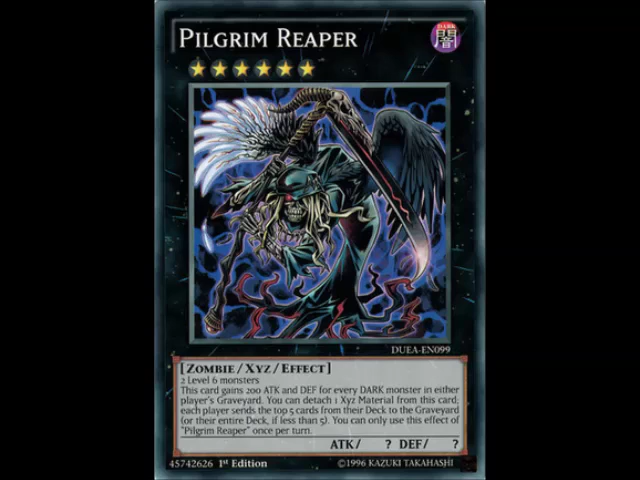 PILGRIM REAPER
DARK
闇
DUEA-EN099
[ZOMBIE/XYZ/EFFECT]
2 Level 6 monsters
This card gains 200 ATK and DEF for every DARK monster in either
player's Graveyard. You can detach 1 Xyz Material from this card;
each player sends the top 5 cards from their Deck to the Graveyard
(or their entire Deck, if less than 5). You can only use this effect of
"Pilgrim Reaper" once per turn.
ATK/ ? DEF/ ?
45742626 1st Edition ©1996 KAZUKI TAKAHASHI